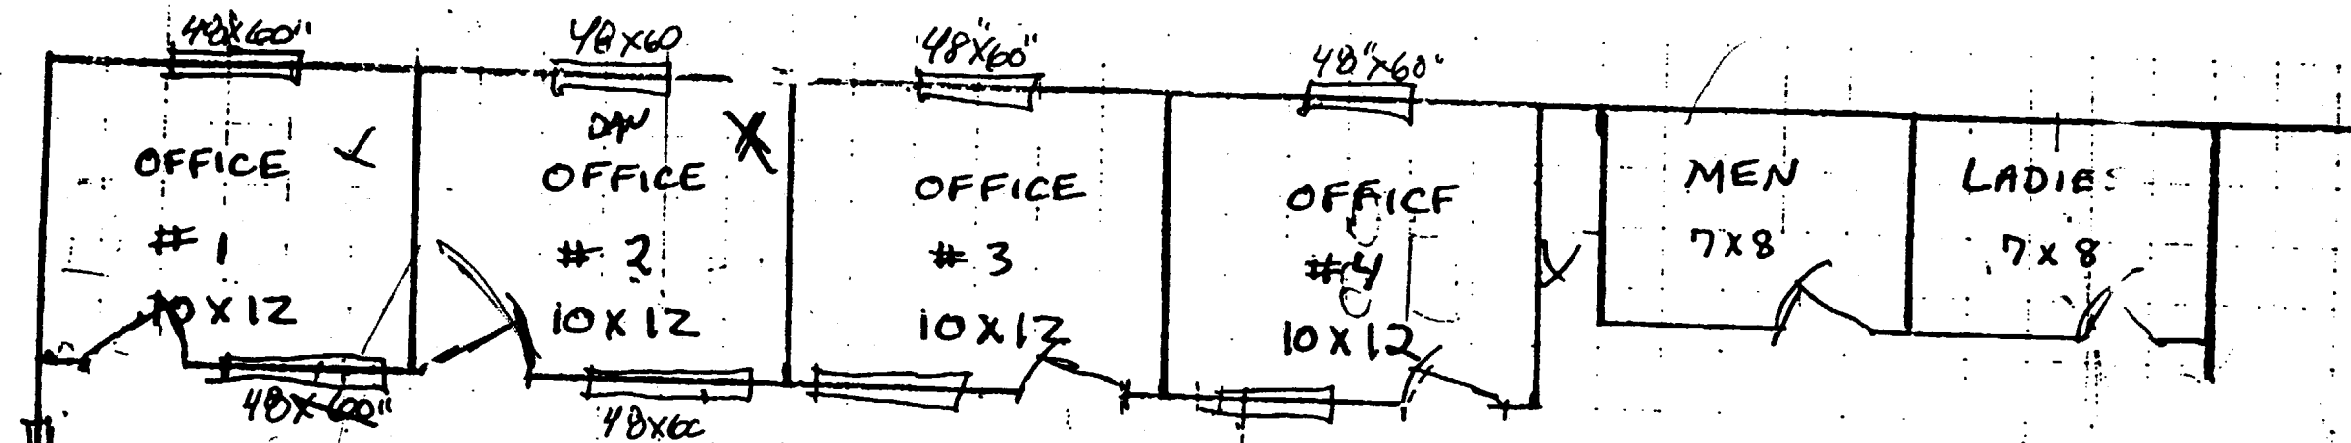 48X60"
48X60
48"X60"
48"X60"
OFFICE
#1
10X12
DAN
OFFICE
#2
10X12
OFFICE
#3
10X12
OFFICE
#4
10X12
MEN
7X8
LADIES
7X8
48X60"
48X60